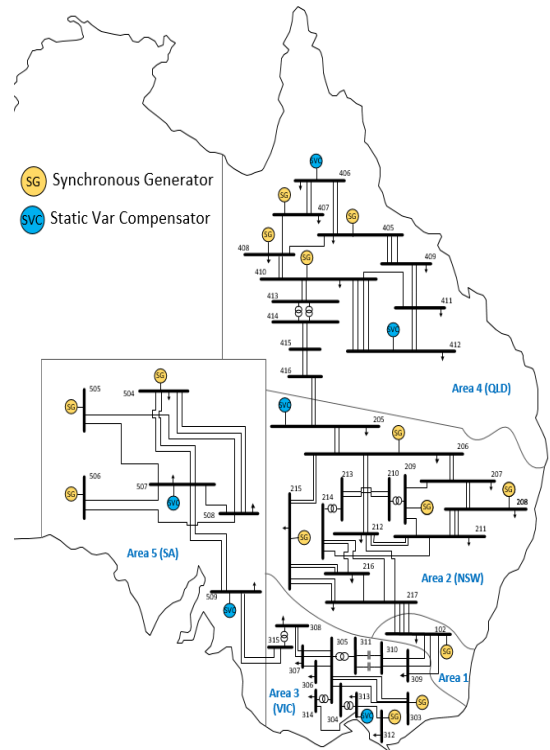 SVC
406
SG Synchronous Generator
SG
407
SG
SVC Static Var Compensator
SG
405
408
SG
409
410
413
411
414
SVC
415
412
416
Area 4 (QLD)
SG
505
504
SVC
205
SG
SG
206
506
SG
507
SVC
508
215
214
213
210
209
SG
207
SG
208
212
211
SG
Area 5 (SA)
216
Area 2 (NSW)
509
SVC
217
308
102
SG
315
305
311
310
307
309
Area 1
306
Area 3
(VIC)
314
304
313
SVC
SG
SG
303
312